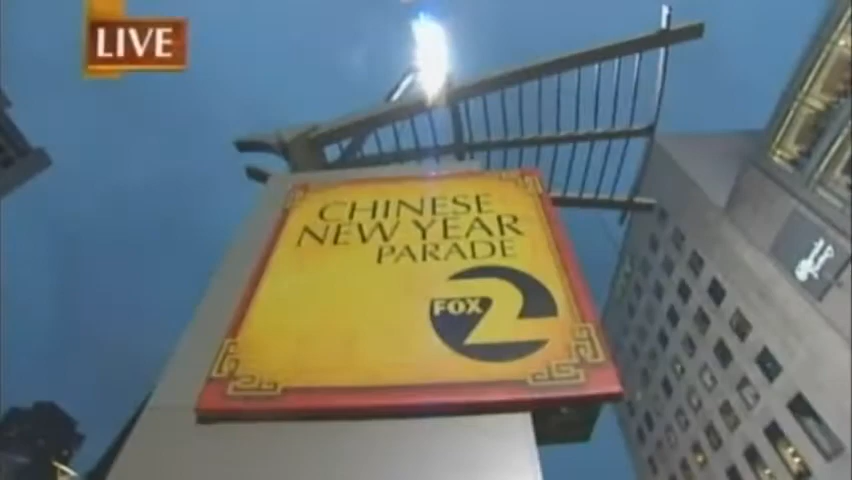 LIVE
CHINESE
NEW YEAR
PARADE
FOX 2